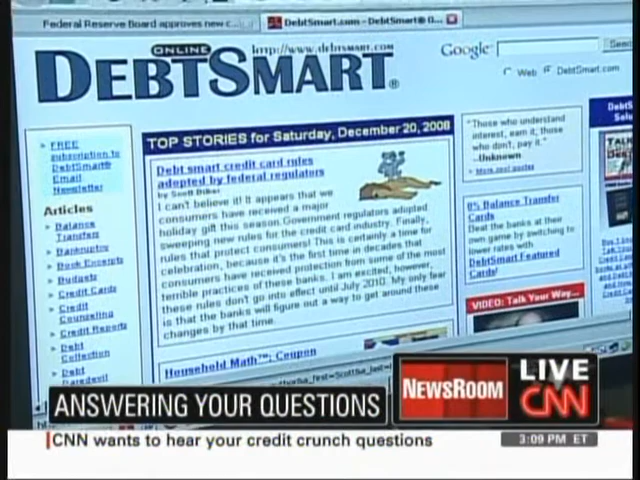 Federal Reserve Board approves new c...
DebtSmart.com - DebtSmart® O...
ONLINE
http://www.debtsmart.com
DEBTSMART®
Google
Search
Web
DebtSmart.com
FREE
subscription to
DebtSmart®
Email
Newsletter
Articles
Balance
Transfers
Bankruptcy
Book Excerpts
Budgets
Credit Cards
Credit
Counseling
Credit Reports
Debt
Collection
Debt
Daredevil
TOP STORIES for Saturday, December 20, 2008
Debt smart credit card rules
adopted by federal regulators
by Scott Bilker
I can't believe it! It appears that we
consumers have received a major
holiday gift this season.Government regulators adopted
sweeping new rules for the credit card industry. Finally,
rules that protect consumers! This is certainly a time for
celebration, because it's the first time in decades that
consumers have received protection from some of the most
terrible practices of these banks. I am excited, however,
these rules don't go into effect until July 2010. My only fear
is that the banks will figure out a way to get around these
changes by that time.
Household Math™: Coupon
"Those who understand
interest, earn it; those
who don't, pay it."
--Unknown
More cool quotes
0% Balance Transfer
Cards
Beat the banks at their
own game by switching to
lower rates with
DebtSmart Featured
Cards!
VIDEO: Talk Your Way...
DebtS
ANSWERING YOUR QUESTIONS
NEWSROOM
LIVE
CNN
CNN wants to hear your credit crunch questions
3:09 PM ET